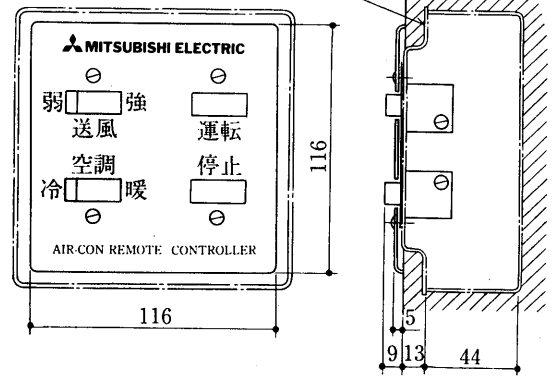 MITSUBISHI ELECTRIC
弱 強
送風 運転
空調 停止
冷 暖
AIR-CON REMOTE CONTROLLER
116
116
5
9 13 44